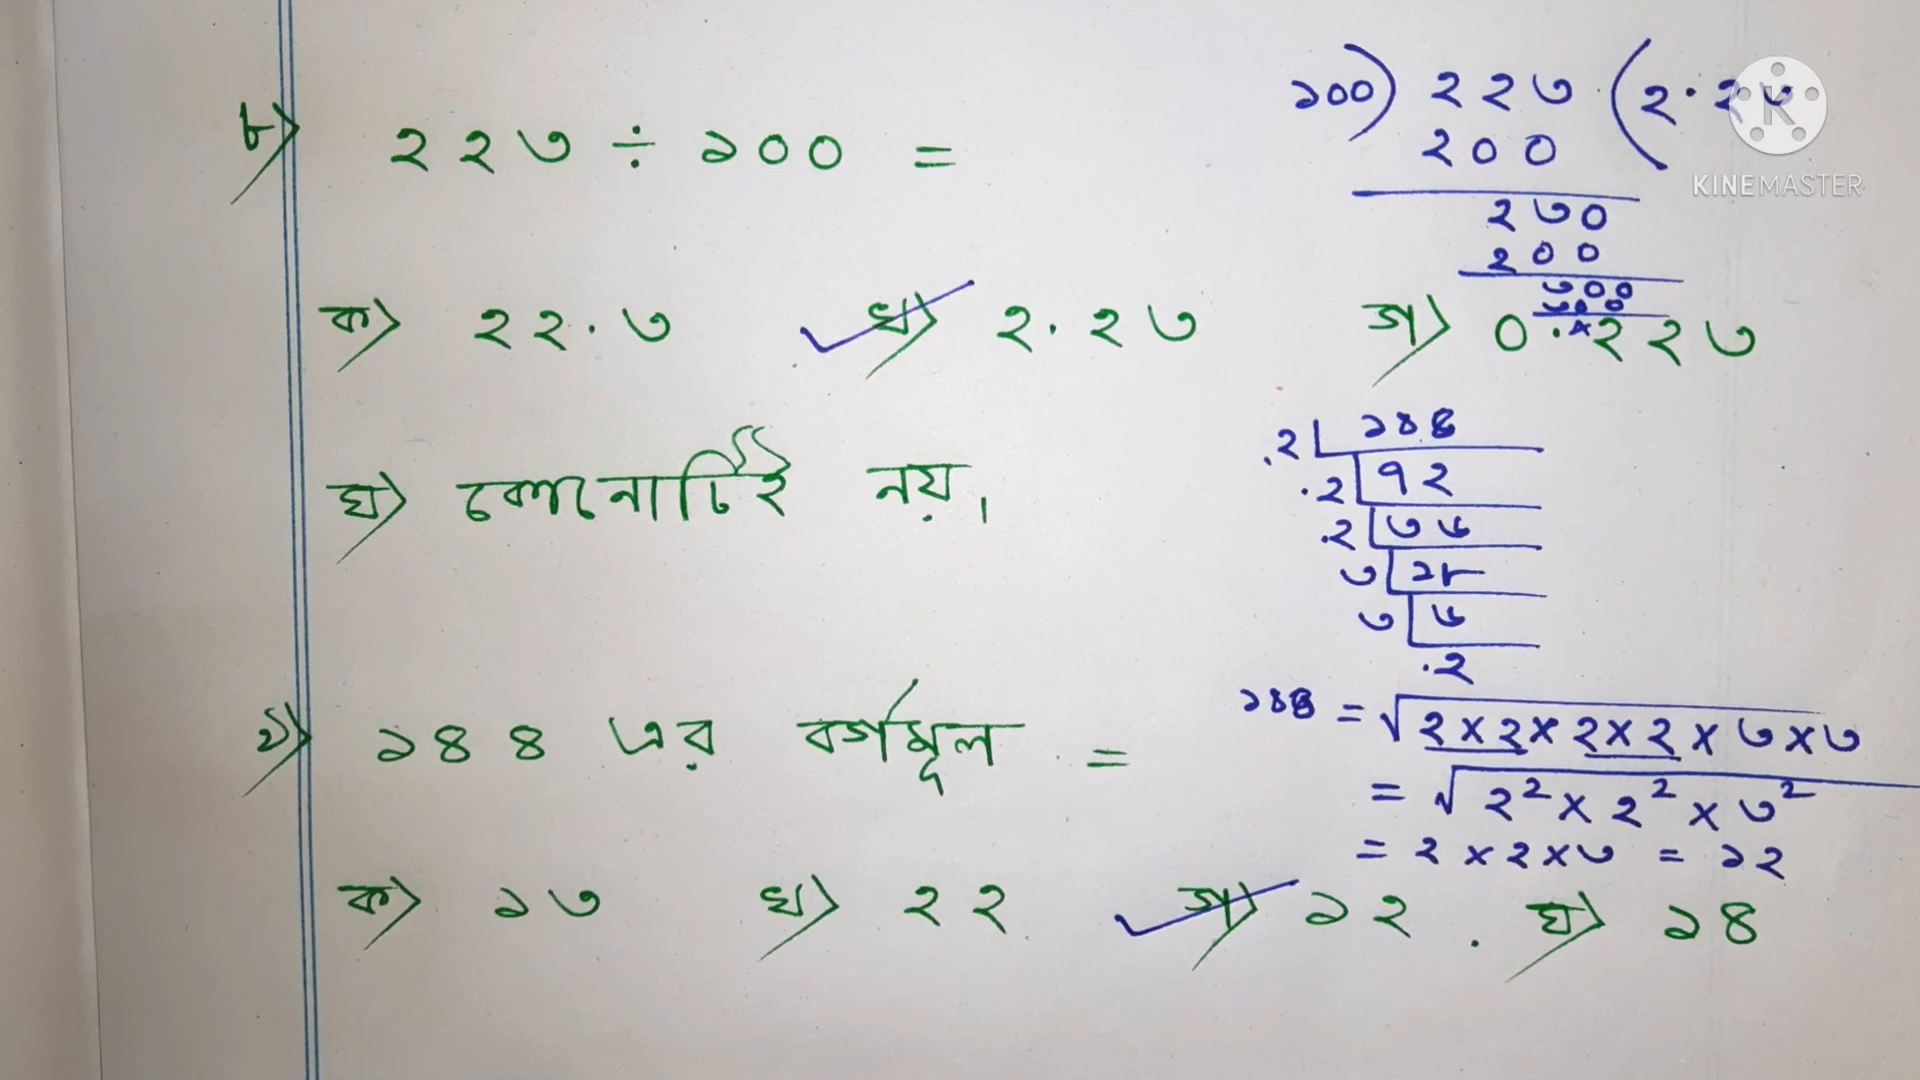 ৮) ২২৩ ÷ ১০০ =
ক) ২২.৩ খ) ২.২৩ গ) ০.২২৩
ঘ) কোনোটিই নয়।
১০০) ২২৩ (২.২৩
২০০
২৩০
২০০
৩০০
৩০০
×
KINEMASTER
২ ১৪৪
২ ৭২
২ ৩৬
৩ ১৮
৩ ৬
২
৯) ১৪৪ এর বর্গমূল =
১৪৪ = √২×২×২×২×৩×৩
= √২²×২²×৩²
= ২×২×৩ = ১২
ক) ১৩ খ) ২২ গ) ১২ ঘ) ১৪